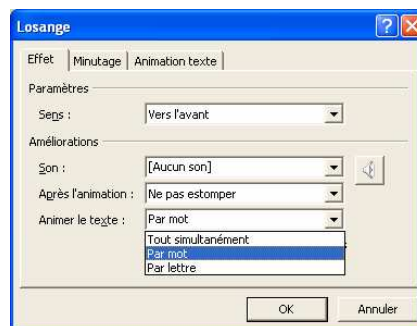 Losange
Effet Minutage Animation texte
Paramètres
Sens : Vers l'avant
Améliorations
Son : [Aucun son]
Après l'animation : Ne pas estomper
Animer le texte : Par mot
Tout simultanément
Par mot
Par lettre
OK Annuler